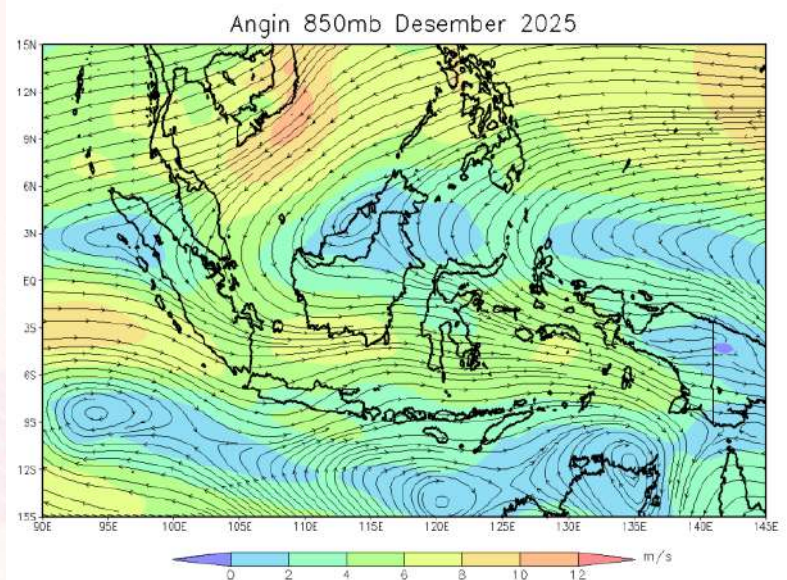 Angin 850mb Desember 2025
15N
12N
9N
6N
3N
EQ
3S
6S
9S
12S
15S
90E 95E 100E 105E 110E 115E 120E 125E 130E 135E 140E 145E
0 2 4 6 8 10 12 m/s